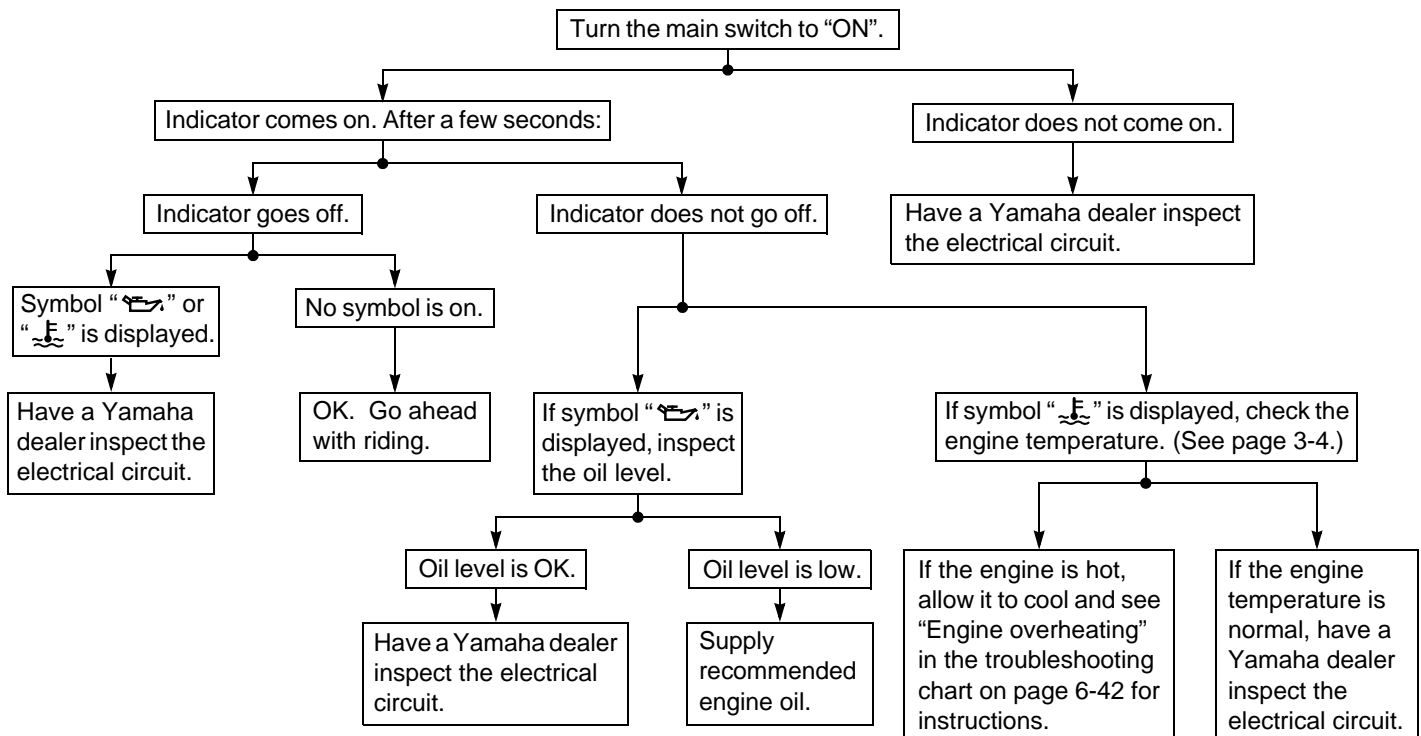 Turn the main switch to “ON”.
Indicator comes on. After a few seconds:
Indicator does not come on.
Indicator goes off.
Indicator does not go off.
Have a Yamaha dealer inspect
the electrical circuit.
Symbol “ ” or
“ ” is displayed.
No symbol is on.
Have a Yamaha
dealer inspect the
electrical circuit.
OK. Go ahead
with riding.
If symbol “ ” is
displayed, inspect
the oil level.
If symbol “ ” is displayed, check the
engine temperature. (See page 3-4.)
Oil level is OK.
Oil level is low.
Have a Yamaha dealer
inspect the electrical
circuit.
Supply
recommended
engine oil.
If the engine is hot,
allow it to cool and see
“Engine overheating”
in the troubleshooting
chart on page 6-42 for
instructions.
If the engine
temperature is
normal, have a
Yamaha dealer
inspect the
electrical circuit.